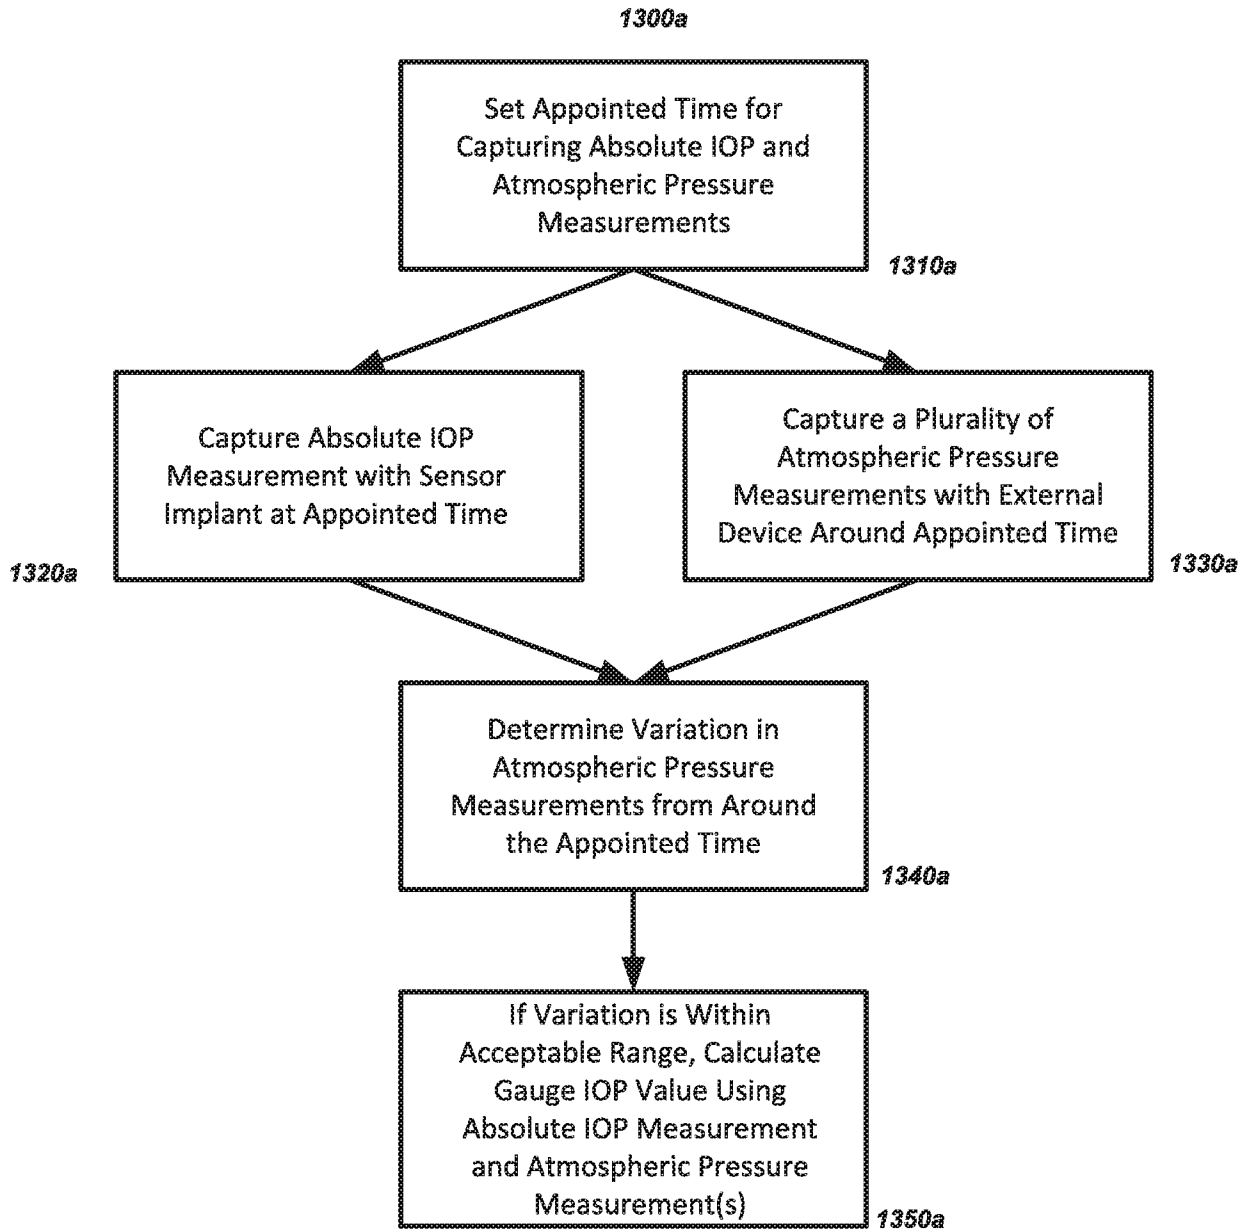 1300a
Set Appointed Time for
Capturing Absolute IOP and
Atmospheric Pressure
Measurements
1310a
Capture Absolute IOP
Measurement with Sensor
Implant at Appointed Time
1320a
Capture a Plurality of
Atmospheric Pressure
Measurements with External
Device Around Appointed Time
1330a
Determine Variation in
Atmospheric Pressure
Measurements from Around
the Appointed Time
1340a
If Variation is Within
Acceptable Range, Calculate
Gauge IOP Value Using
Absolute IOP Measurement
and Atmospheric Pressure
Measurement(s)
1350a